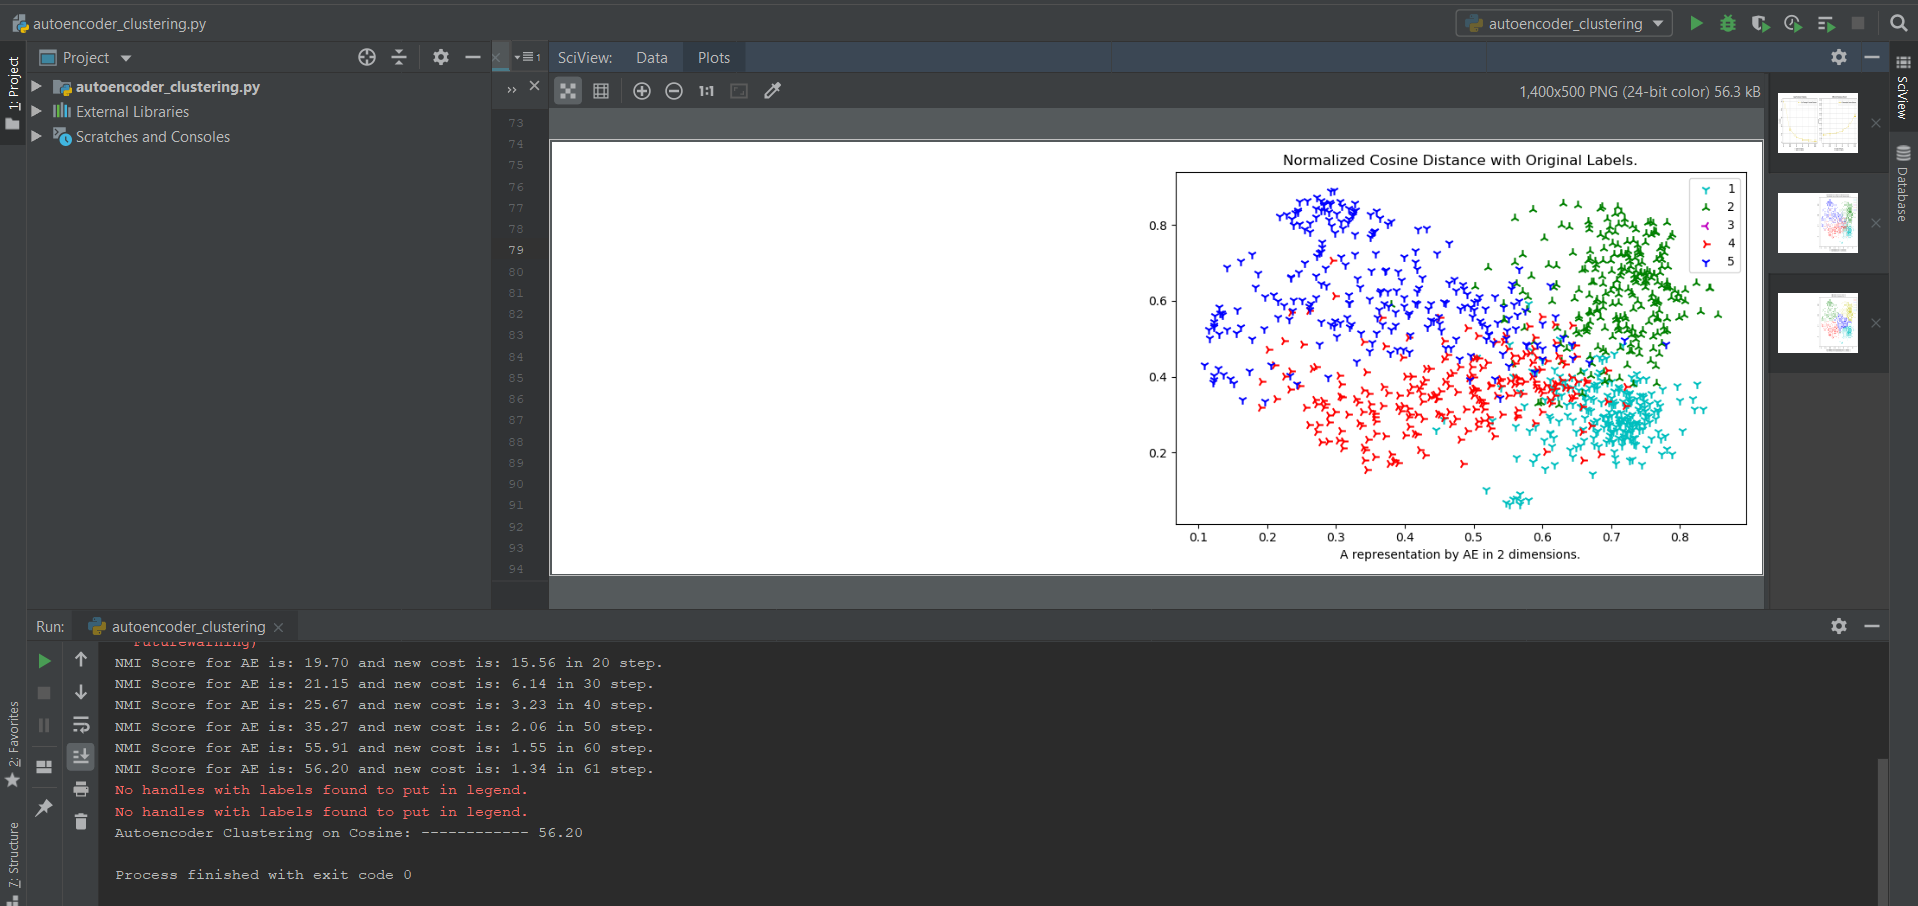 autoencoder_clustering.py
autoencoder_clustering
Project
SciView:
Data
Plots
1
1: Project
autoencoder_clustering.py
External Libraries
Scratches and Consoles
1:1
1,400x500 PNG (24-bit color) 56.3 kB
SciView
Database
73
74
75
76
77
78
79
80
81
82
83
84
85
86
87
88
89
90
91
92
93
94
Normalized Cosine Distance with Original Labels.
1
2
3
4
5
0.8
0.6
0.4
0.2
0.1 0.2 0.3 0.4 0.5 0.6 0.7 0.8
A representation by AE in 2 dimensions.
Run:
autoencoder_clustering
FutureWarning)
NMI Score for AE is: 19.70 and new cost is: 15.56 in 20 step.
NMI Score for AE is: 21.15 and new cost is: 6.14 in 30 step.
NMI Score for AE is: 25.67 and new cost is: 3.23 in 40 step.
NMI Score for AE is: 35.27 and new cost is: 2.06 in 50 step.
NMI Score for AE is: 55.91 and new cost is: 1.55 in 60 step.
NMI Score for AE is: 56.20 and new cost is: 1.34 in 61 step.
No handles with labels found to put in legend.
No handles with labels found to put in legend.
Autoencoder Clustering on Cosine: ------------ 56.20
Process finished with exit code 0
2: Favorites
7: Structure